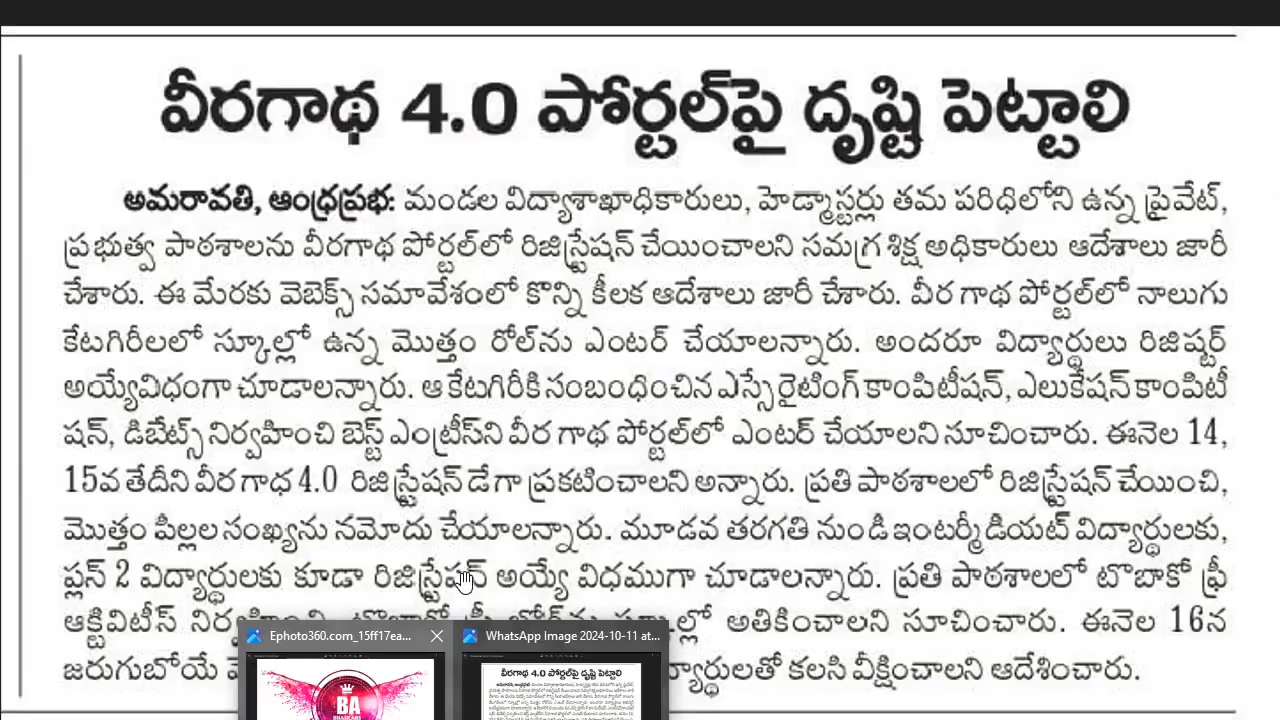 వీరగాథ 4.0 పోర్టల్‌పై దృష్టి పెట్టాలి
అమరావతి, ఆంధ్రప్రభ: మండల విద్యాశాఖాధికారులు, హెడ్మాస్టర్లు తమ పరిధిలోని ఉన్న ప్రైవేట్,
ప్రభుత్వ పాఠశాలను వీరగాథ పోర్టల్‌లో రిజిస్ట్రేషన్ చేయించాలని సమగ్ర శిక్ష అధికారులు ఆదేశాలు జారీ
చేశారు. ఈ మేరకు వెబెక్స్ సమావేశంలో కొన్ని కీలక ఆదేశాలు జారీ చేశారు. వీర గాథ పోర్టల్‌లో నాలుగు
కేటగిరీలలో స్కూల్లో ఉన్న మొత్తం రోల్‌ను ఎంటర్ చేయాలన్నారు. అందరూ విద్యార్థులు రిజిష్టర్
అయ్యేవిధంగా చూడాలన్నారు. ఆ కేటగిరీకి సంబంధించిన ఎస్సే రైటింగ్ కాంపిటీషన్, ఎలుకేషన్ కాంపిటీ
షన్, డిబేట్స్ నిర్వహించి బెస్ట్ ఎంట్రీస్‌ని వీర గాథ పోర్టల్‌లో ఎంటర్ చేయాలని సూచించారు. ఈనెల 14,
15వ తేదీని వీర గాధ 4.0 రిజిస్ట్రేషన్ డే గా ప్రకటించాలని అన్నారు. ప్రతి పాఠశాలలో రిజిస్ట్రేషన్ చేయించి,
మొత్తం పిల్లల సంఖ్యను నమోదు చేయాలన్నారు. మూడవ తరగతి నుండి ఇంటర్మీడియట్ విద్యార్థులకు,
ప్లస్ 2 విద్యార్థులకు కూడా రిజిస్ట్రేషన్ అయ్యే విధముగా చూడాలన్నారు. ప్రతి పాఠశాలలో టొబాకో ఫ్రీ
ఆక్టివిటీస్ అతికించాలని సూచించారు. ఈనెల 16న
జరుగుబోయే కలసి వీక్షించాలని ఆదేశించారు.
Ephoto360.com_15ff17ea...
WhatsApp Image 2024-10-11 at...
వీరగాథ 4.0 పోర్టల్‌పై దృష్టి పెట్టాలి
BA